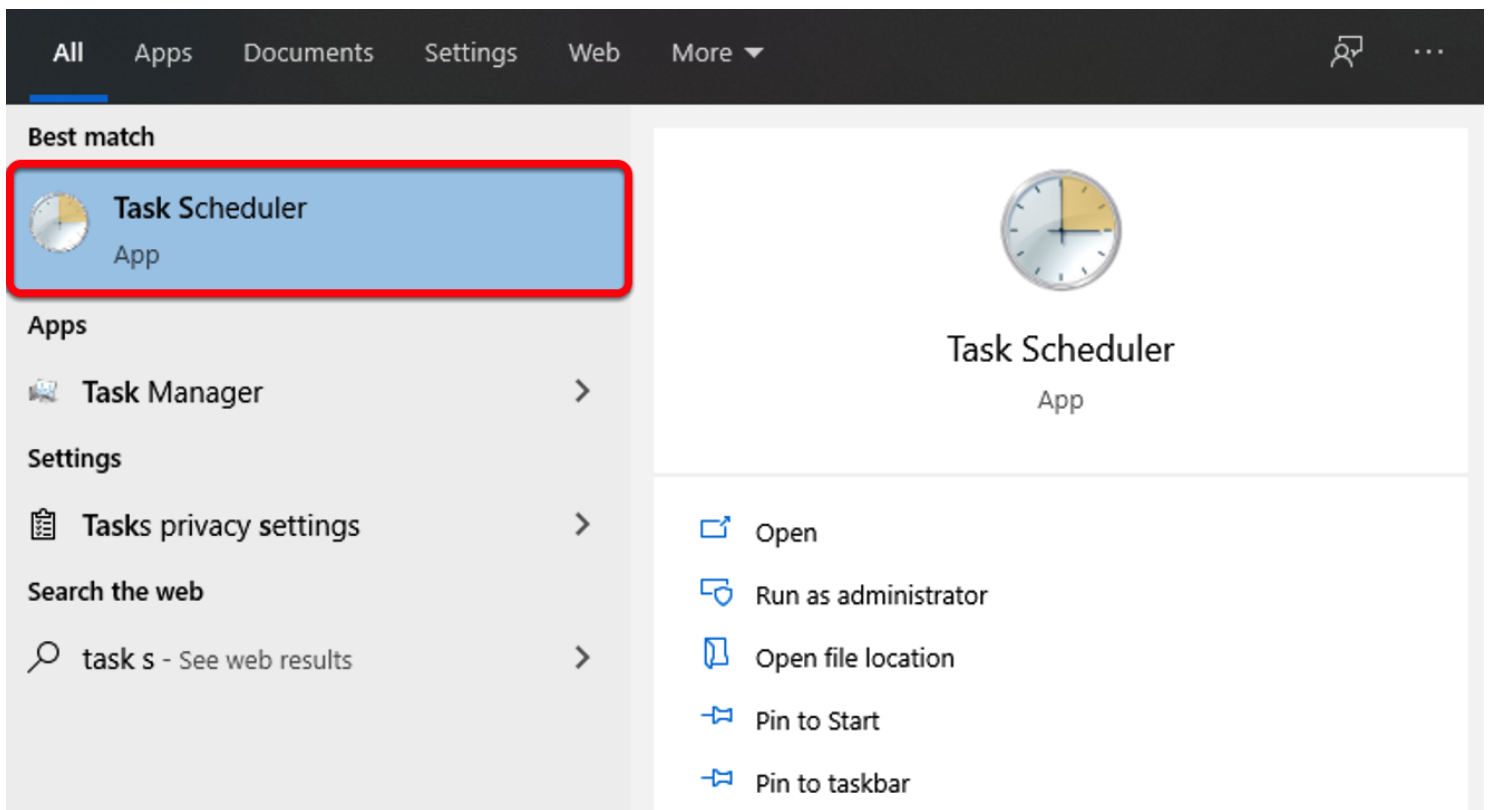 All Apps Documents Settings Web More
Best match
Task Scheduler
App
Apps
Task Manager
Settings
Tasks privacy settings
Search the web
task s - See web results
Task Scheduler
App
Open
Run as administrator
Open file location
Pin to Start
Pin to taskbar